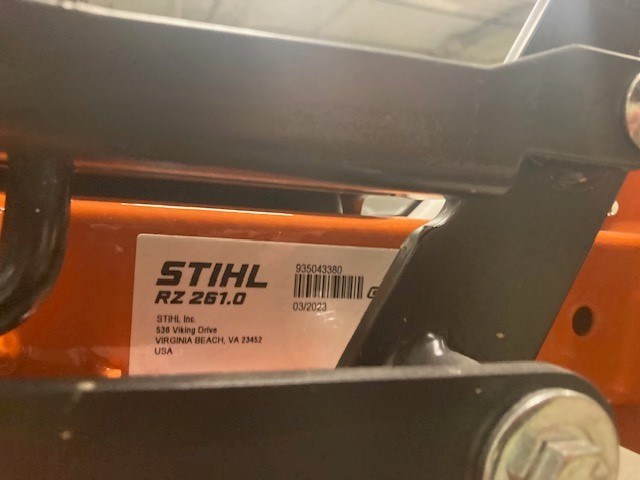 STIHL
RZ 261.0
STIHL Inc.
536 Viking Drive
VIRGINIA BEACH, VA 23452
USA
935043380
03/2023